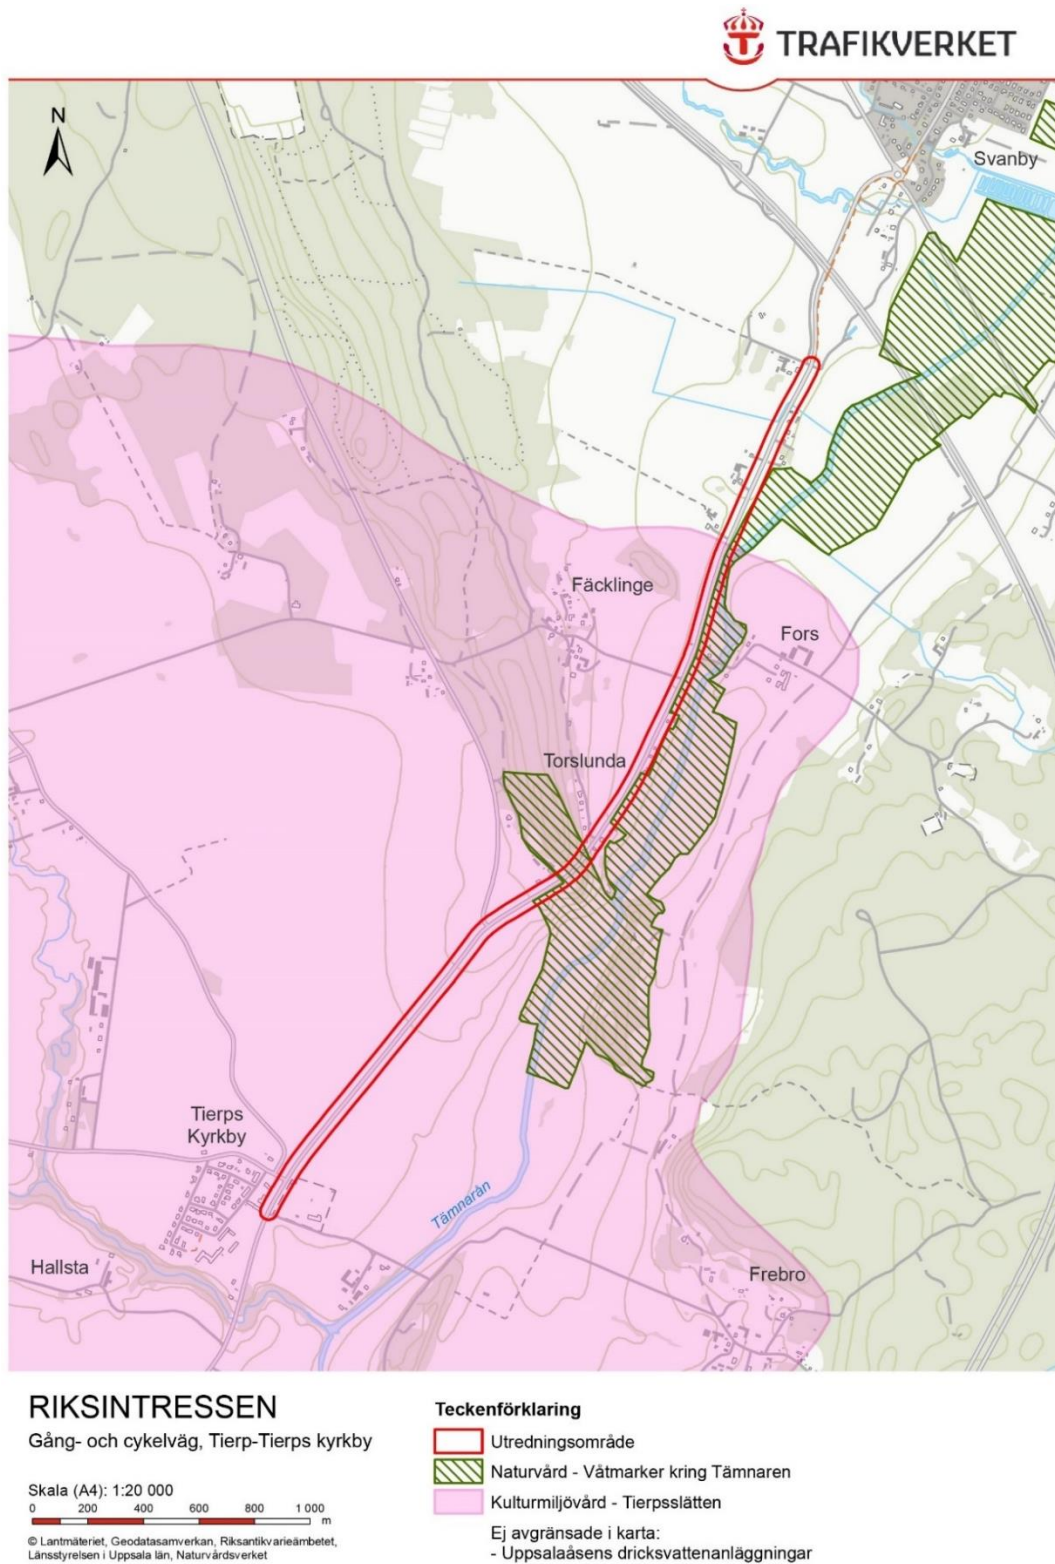 TRAFIKVERKET
N
Svanby
Fäcklinge
Fors
Torslunda
Tierps
Kyrkby
Tämnarån
Hallsta
Frebro
RIKSINTRESSEN
Gång- och cykelväg, Tierp-Tierps kyrkby
Skala (A4): 1:20 000
0 200 400 600 800 1 000
m
© Lantmäteriet, Geodatasamverkan, Riksantikvarieämbetet,
Länsstyrelsen i Uppsala län, Naturvårdsverket
Teckenförklaring
Utredningsområde
Naturvård - Våtmarker kring Tämnaren
Kulturmiljövård - Tierpsslätten
Ej avgränsade i karta:
- Uppsalaåsens dricksvattenanläggningar